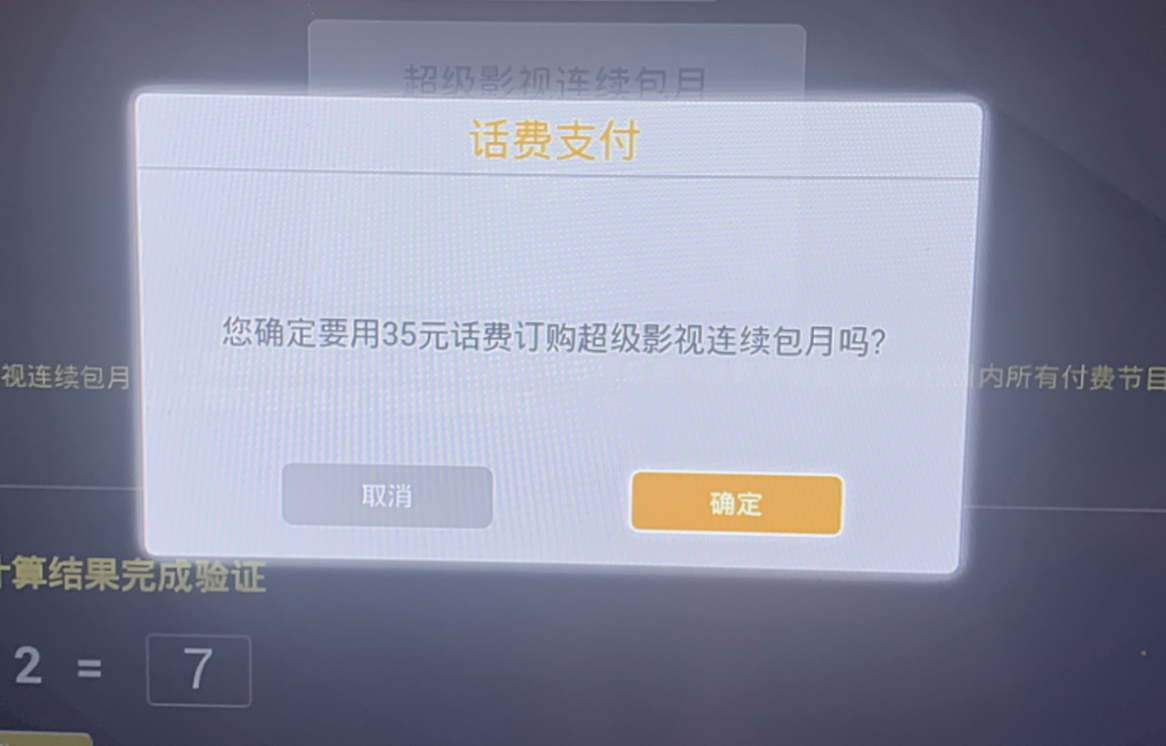 超级影视连续包月
话费支付
您确定要用35元话费订购超级影视连续包月吗?
视连续包月
内所有付费节目
取消
确定
算结果完成验证
2 = 7